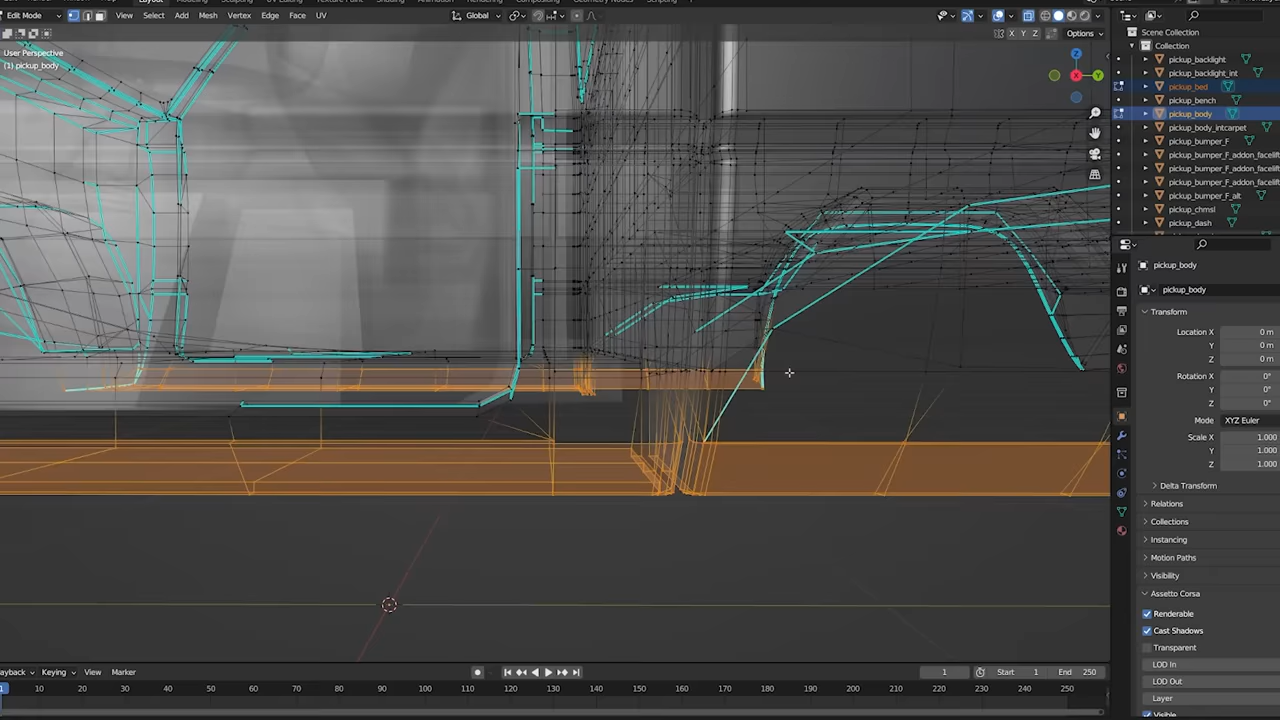 Layout
Edit Mode View Select Add Mesh Vertex Edge Face UV Global
X Y Z Options
User Perspective
(1) pickup_body
Z
X Y
Scene Collection
Collection
pickup_backlight
pickup_backlight_int
pickup_bed
pickup_bench
pickup_body
pickup_body_intcarpet
pickup_bumper_F
pickup_bumper_F_addon_facelift
pickup_bumper_F_addon_facelift
pickup_bumper_F_alt
pickup_chmsl
pickup_dash
pickup_body
pickup_body
Transform
Location X 0 m
Y 0 m
Z 0 m
Rotation X 0°
Y 0°
Z 0°
Mode XYZ Euler
Scale X 1.000
Y 1.000
Z 1.000
Delta Transform
Relations
Collections
Instancing
Motion Paths
Visibility
Assetto Corsa
Renderable
Cast Shadows
Transparent
LOD In
LOD Out
Layer
Visible
ayback Keying View Marker 1 Start 1 End 250
1 10 20 30 40 50 60 70 80 90 100 110 120 130 140 150 160 170 180 190 200 210 220 230 240 250